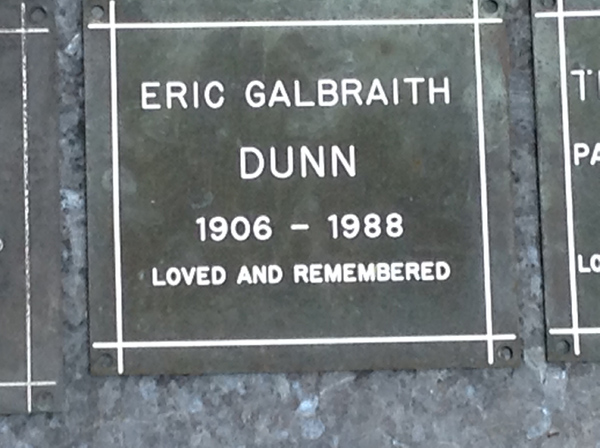 ERIC GALBRAITH
DUNN
1906 - 1988
LOVED AND REMEMBERED